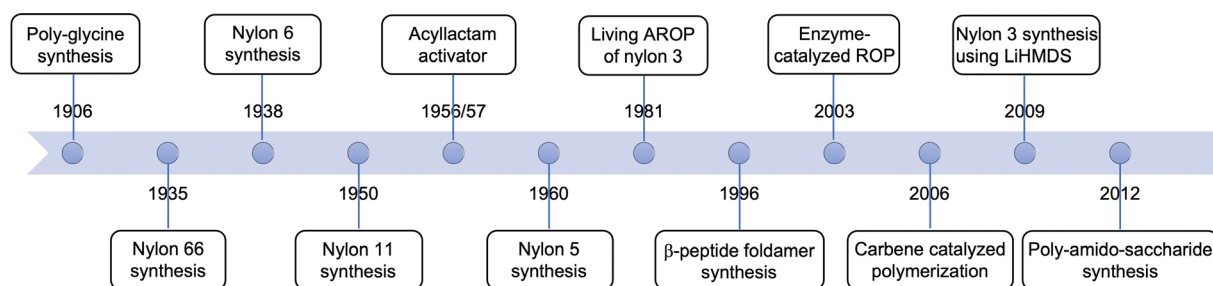 Poly-glycine
synthesis
1906
Nylon 66
synthesis
1935
Nylon 6
synthesis
1938
Nylon 11
synthesis
1950
Acyllactam
activator
1956/57
Nylon 5
synthesis
1960
Living AROP
of nylon 3
1981
β-peptide foldamer
synthesis
1996
Enzyme-
catalyzed ROP
2003
Carbene catalyzed
polymerization
2006
Nylon 3 synthesis
using LiHMDS
2009
Poly-amido-saccharide
synthesis
2012